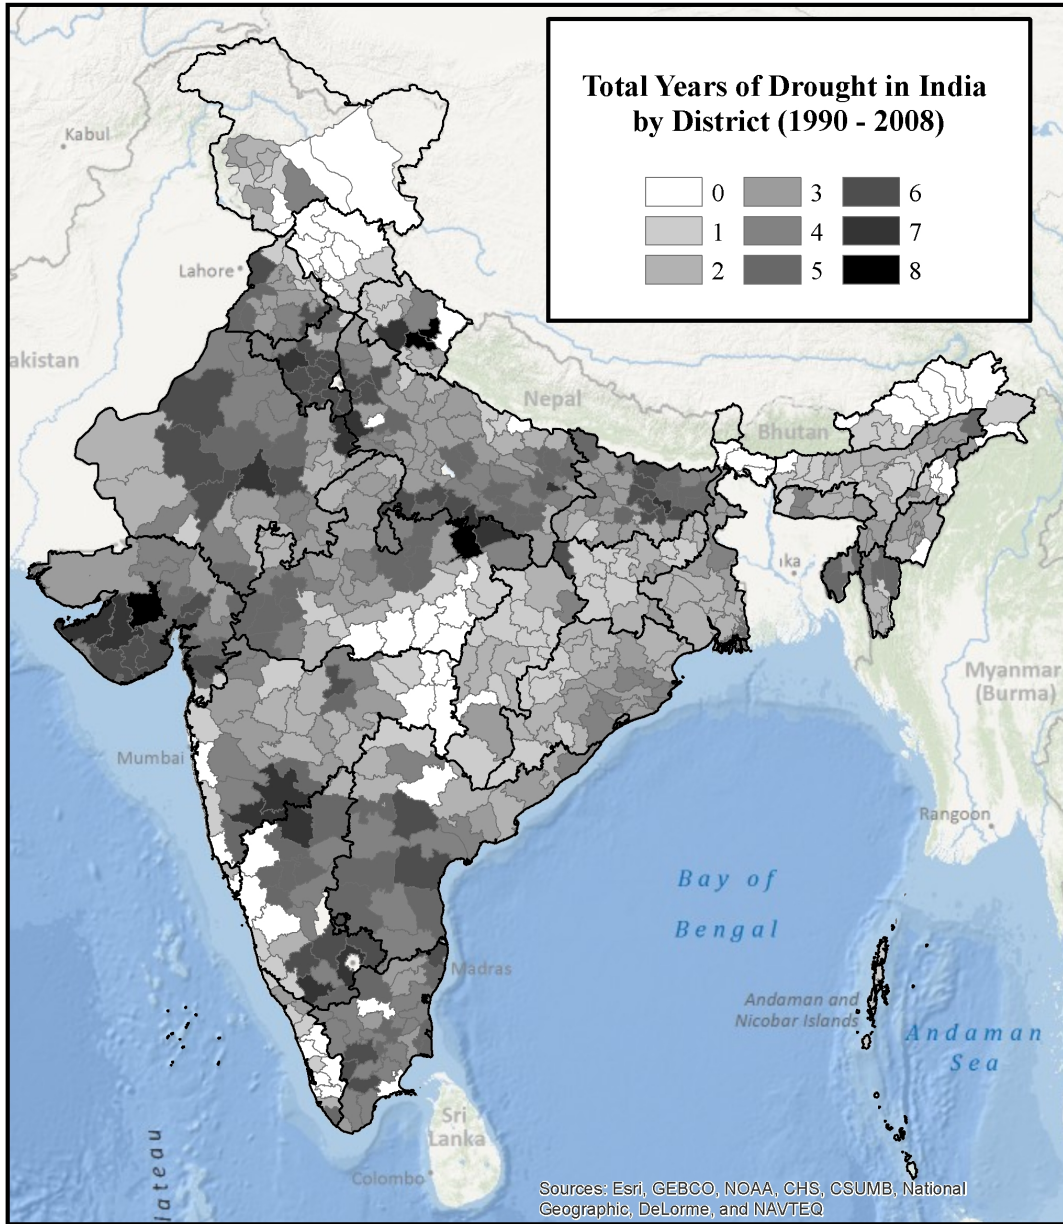 Total Years of Drought in India
by District (1990 - 2008)
0 3 6
1 4 7
2 5 8
Kabul
Lahore
akistan
Nepal
Bhutan
ika
Myanmar
(Burma)
Mumbai
Rangoon
Bay of
Bengal
Madras
Andaman and
Nicobar Islands
Andaman
Sea
Sri
Lanka
Colombo
lateau
Sources: Esri, GEBCO, NOAA, CHS, CSUMB, National
Geographic, DeLorme, and NAVTEQ